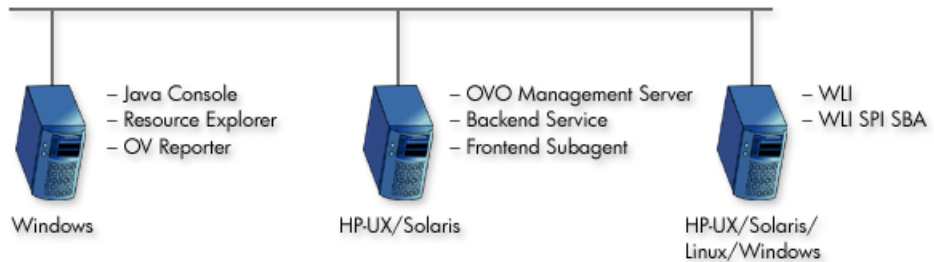 – Java Console
– Resource Explorer
– OV Reporter
Windows
– OVO Management Server
– Backend Service
– Frontend Subagent
HP-UX/Solaris
– WLI
– WLI SPI SBA
HP-UX/Solaris/
Linux/Windows